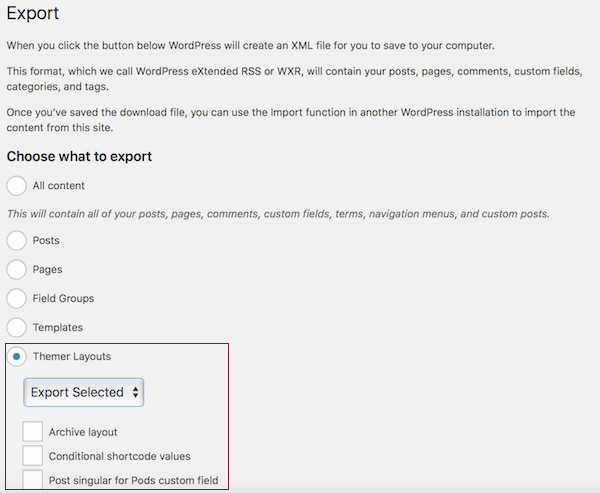 Export
When you click the button below WordPress will create an XML file for you to save to your computer.
This format, which we call WordPress eXtended RSS or WXR, will contain your posts, pages, comments, custom fields,
categories, and tags.
Once you’ve saved the download file, you can use the Import function in another WordPress installation to import the
content from this site.
Choose what to export
All content
This will contain all of your posts, pages, comments, custom fields, terms, navigation menus, and custom posts.
Posts
Pages
Field Groups
Templates
Themer Layouts
Export Selected
Archive layout
Conditional shortcode values
Post singular for Pods custom field